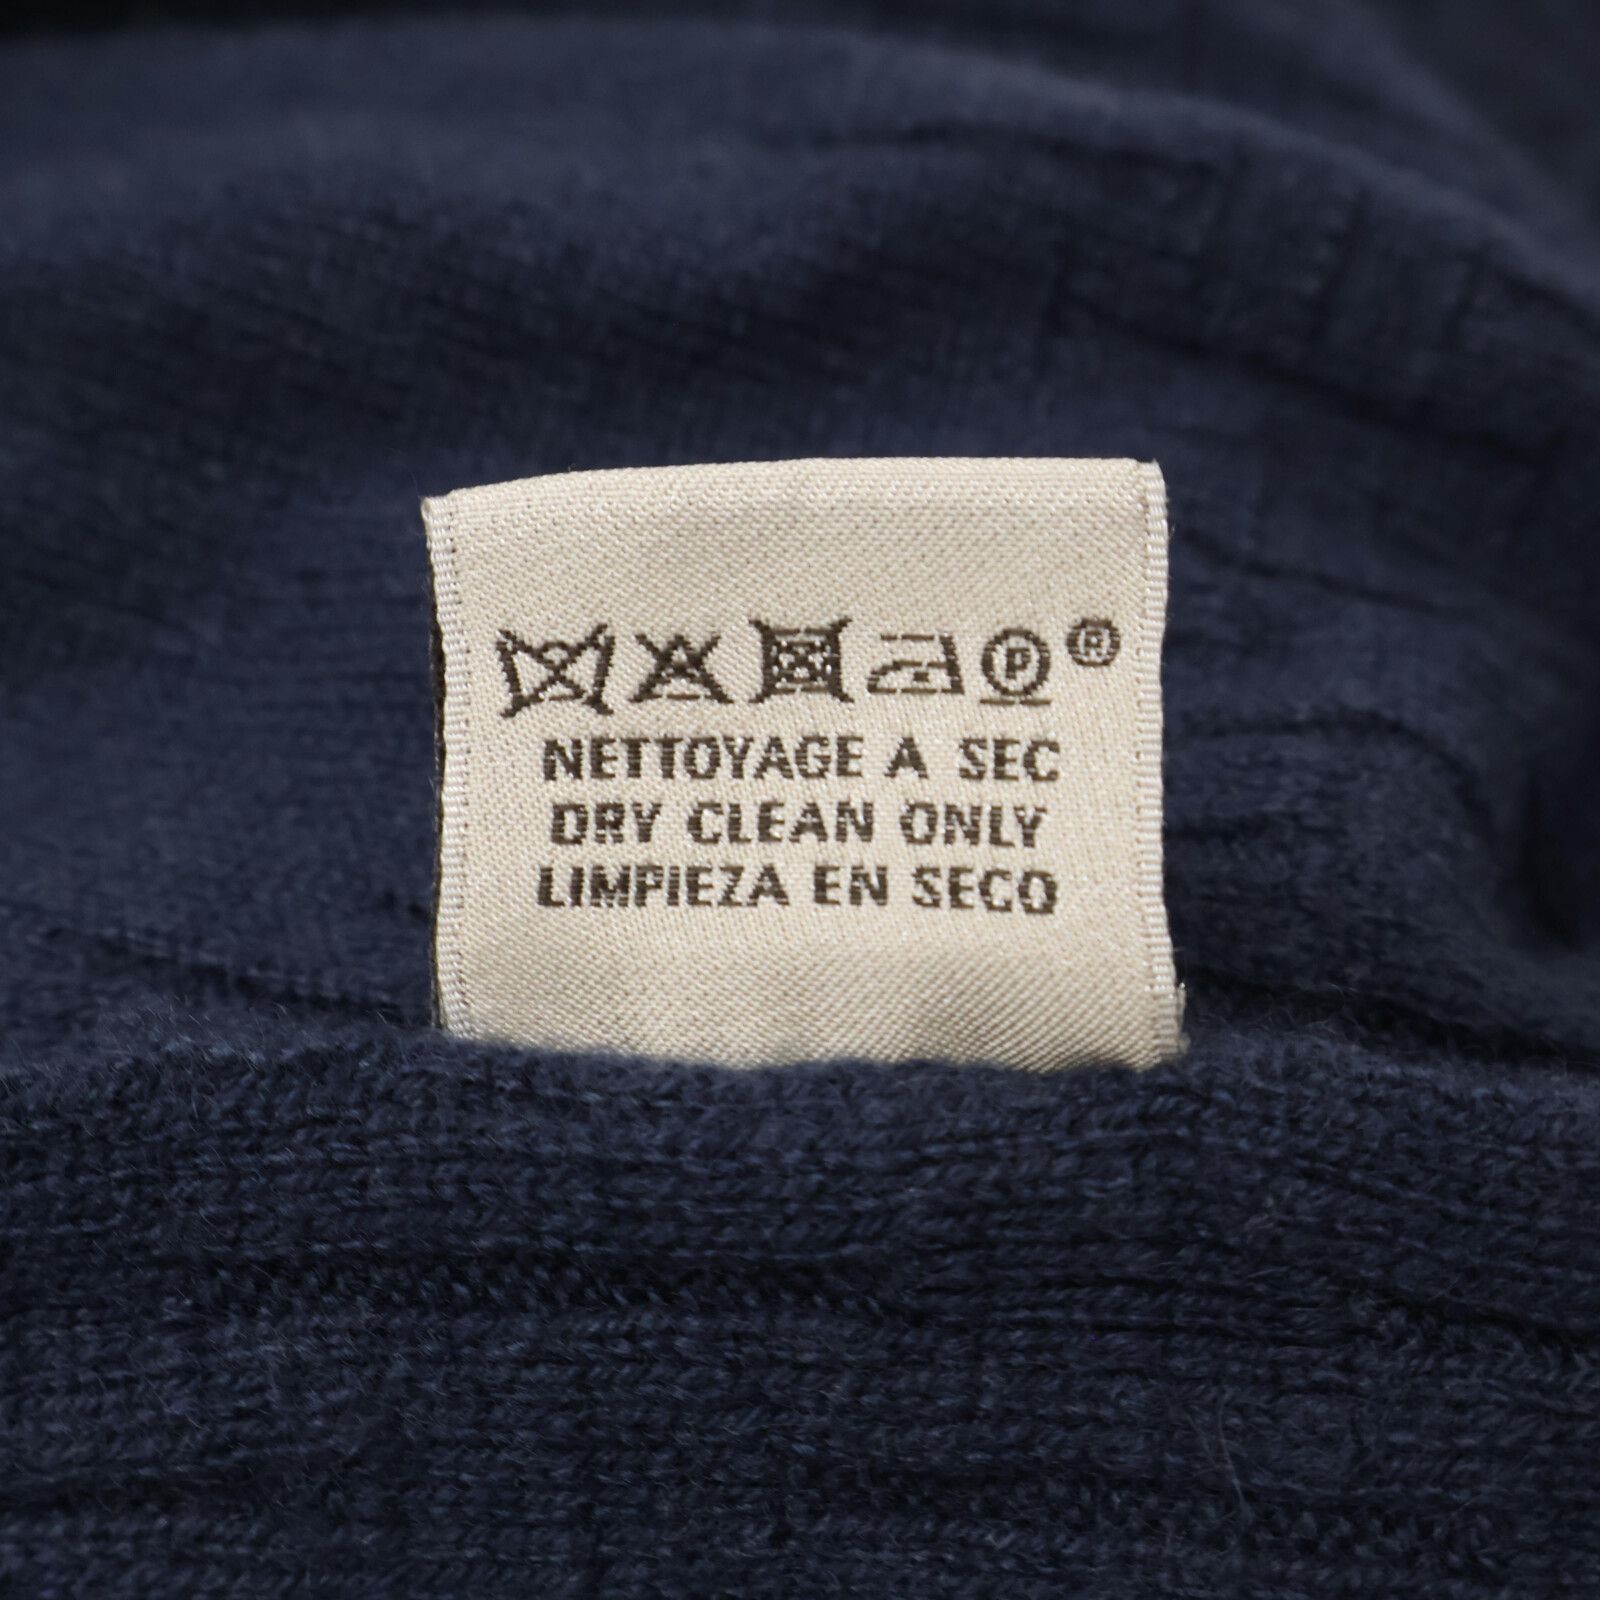 P ®
NETTOYAGE A SEC
DRY CLEAN ONLY
LIMPIEZA EN SECO